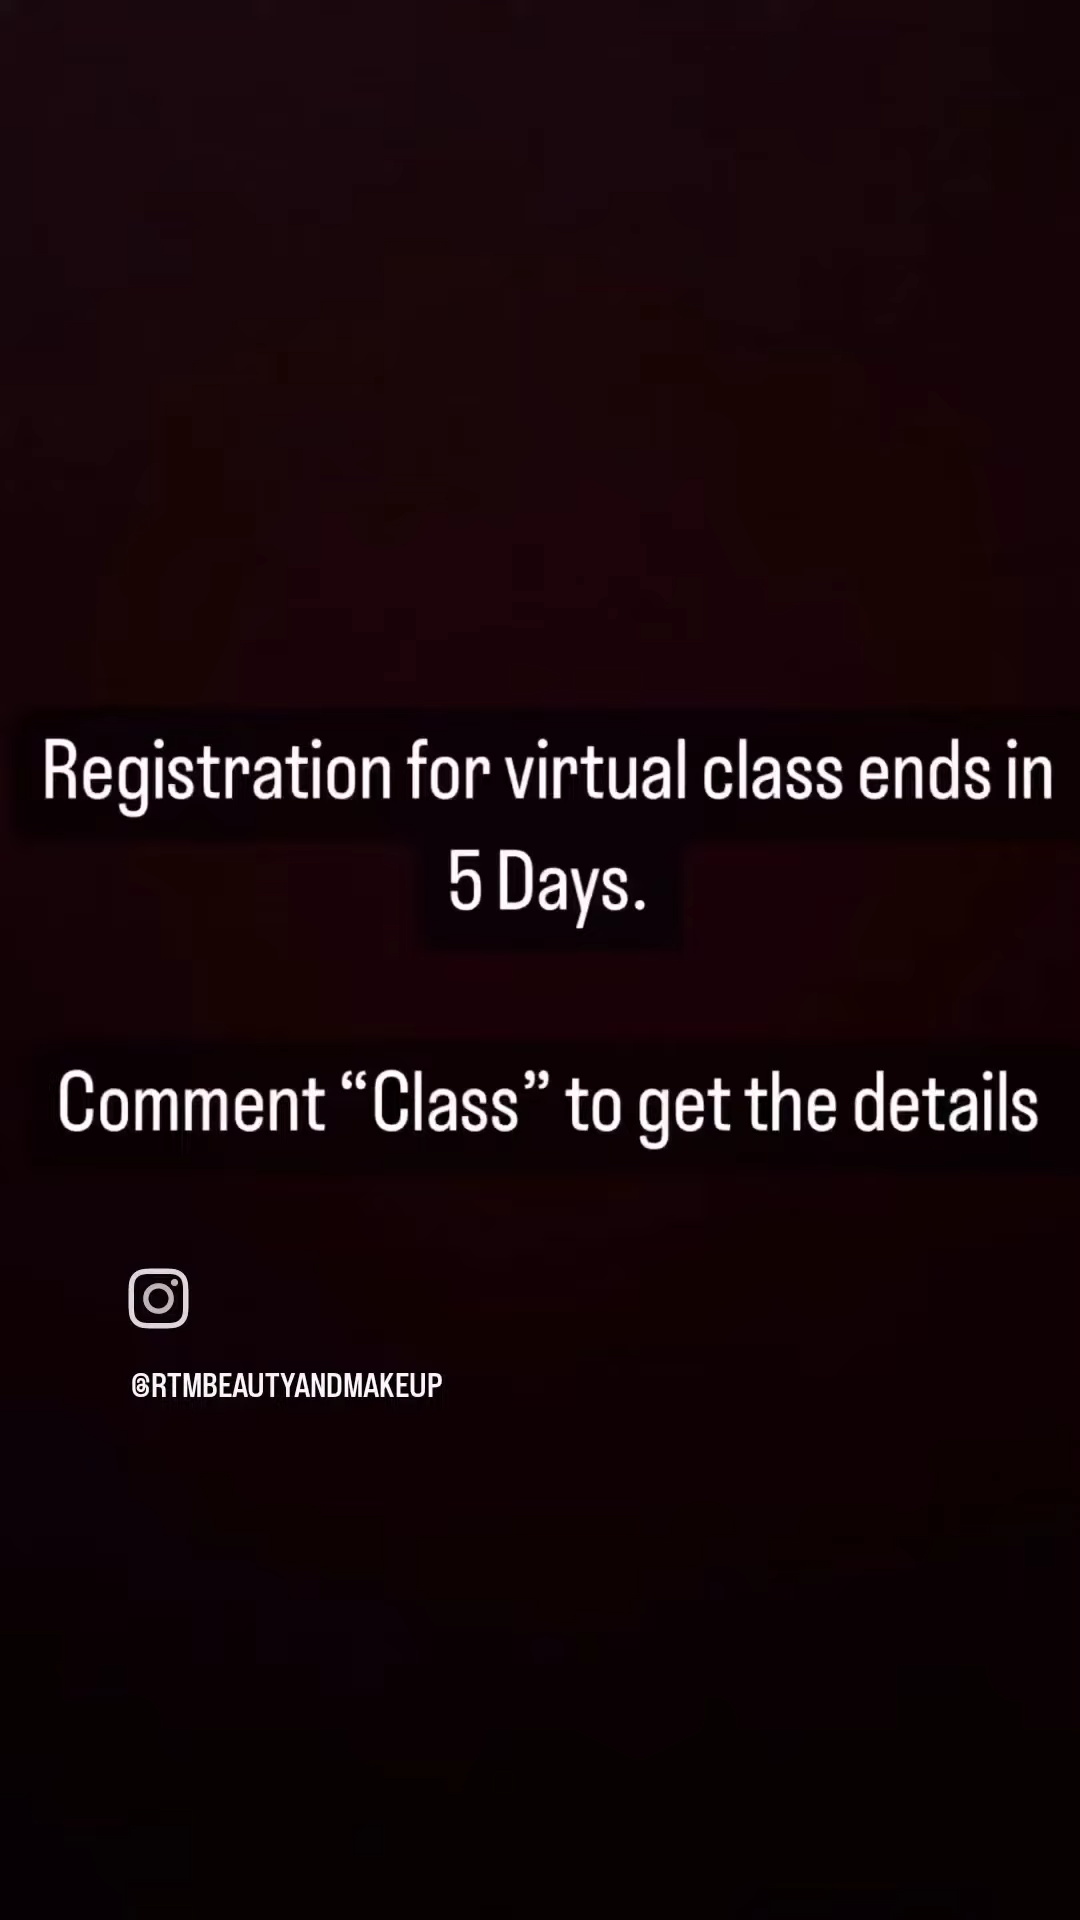 Registration for virtual class ends in
5 Days.
Comment “Class” to get the details
@RTMBEAUTYANDMAKEUP